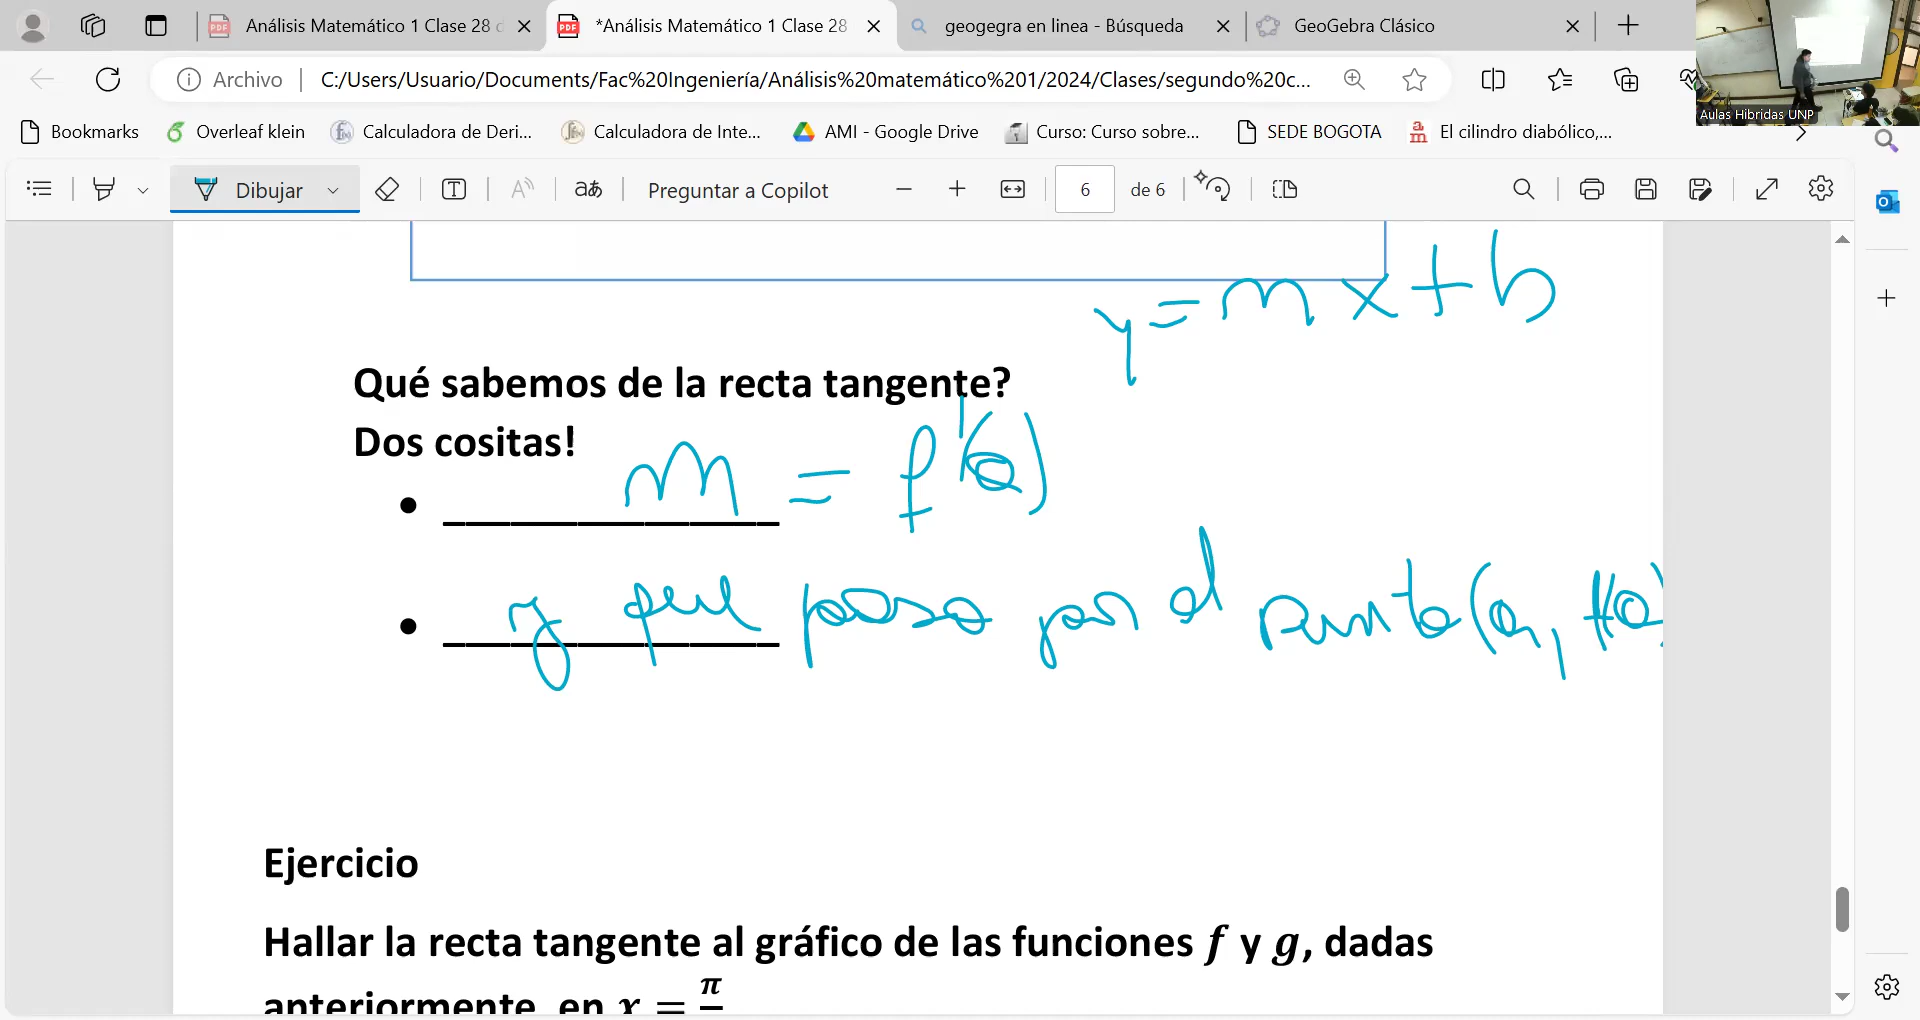 Análisis Matemático 1 Clase 28 d
*Análisis Matemático 1 Clase 28
geogegra en linea - Búsqueda
GeoGebra Clásico
Archivo
C:/Users/Usuario/Documents/Fac%20Ingeniería/Análisis%20matemático%201/2024/Clases/segundo%20c...
Aulas Hibridas UNP
Bookmarks
Overleaf klein
Calculadora de Deri...
Calculadora de Inte...
AMI - Google Drive
Curso: Curso sobre...
SEDE BOGOTA
El cilindro diabólico,...
Dibujar
aあ
Preguntar a Copilot
6
de 6
y = mx + b
Qué sabemos de la recta tangente?
Dos cositas!
• m = f'(a)
• y que pasa por el punto (a, f(a)
Ejercicio
Hallar la recta tangente al gráfico de las funciones f y g, dadas
anteriormente en x = π